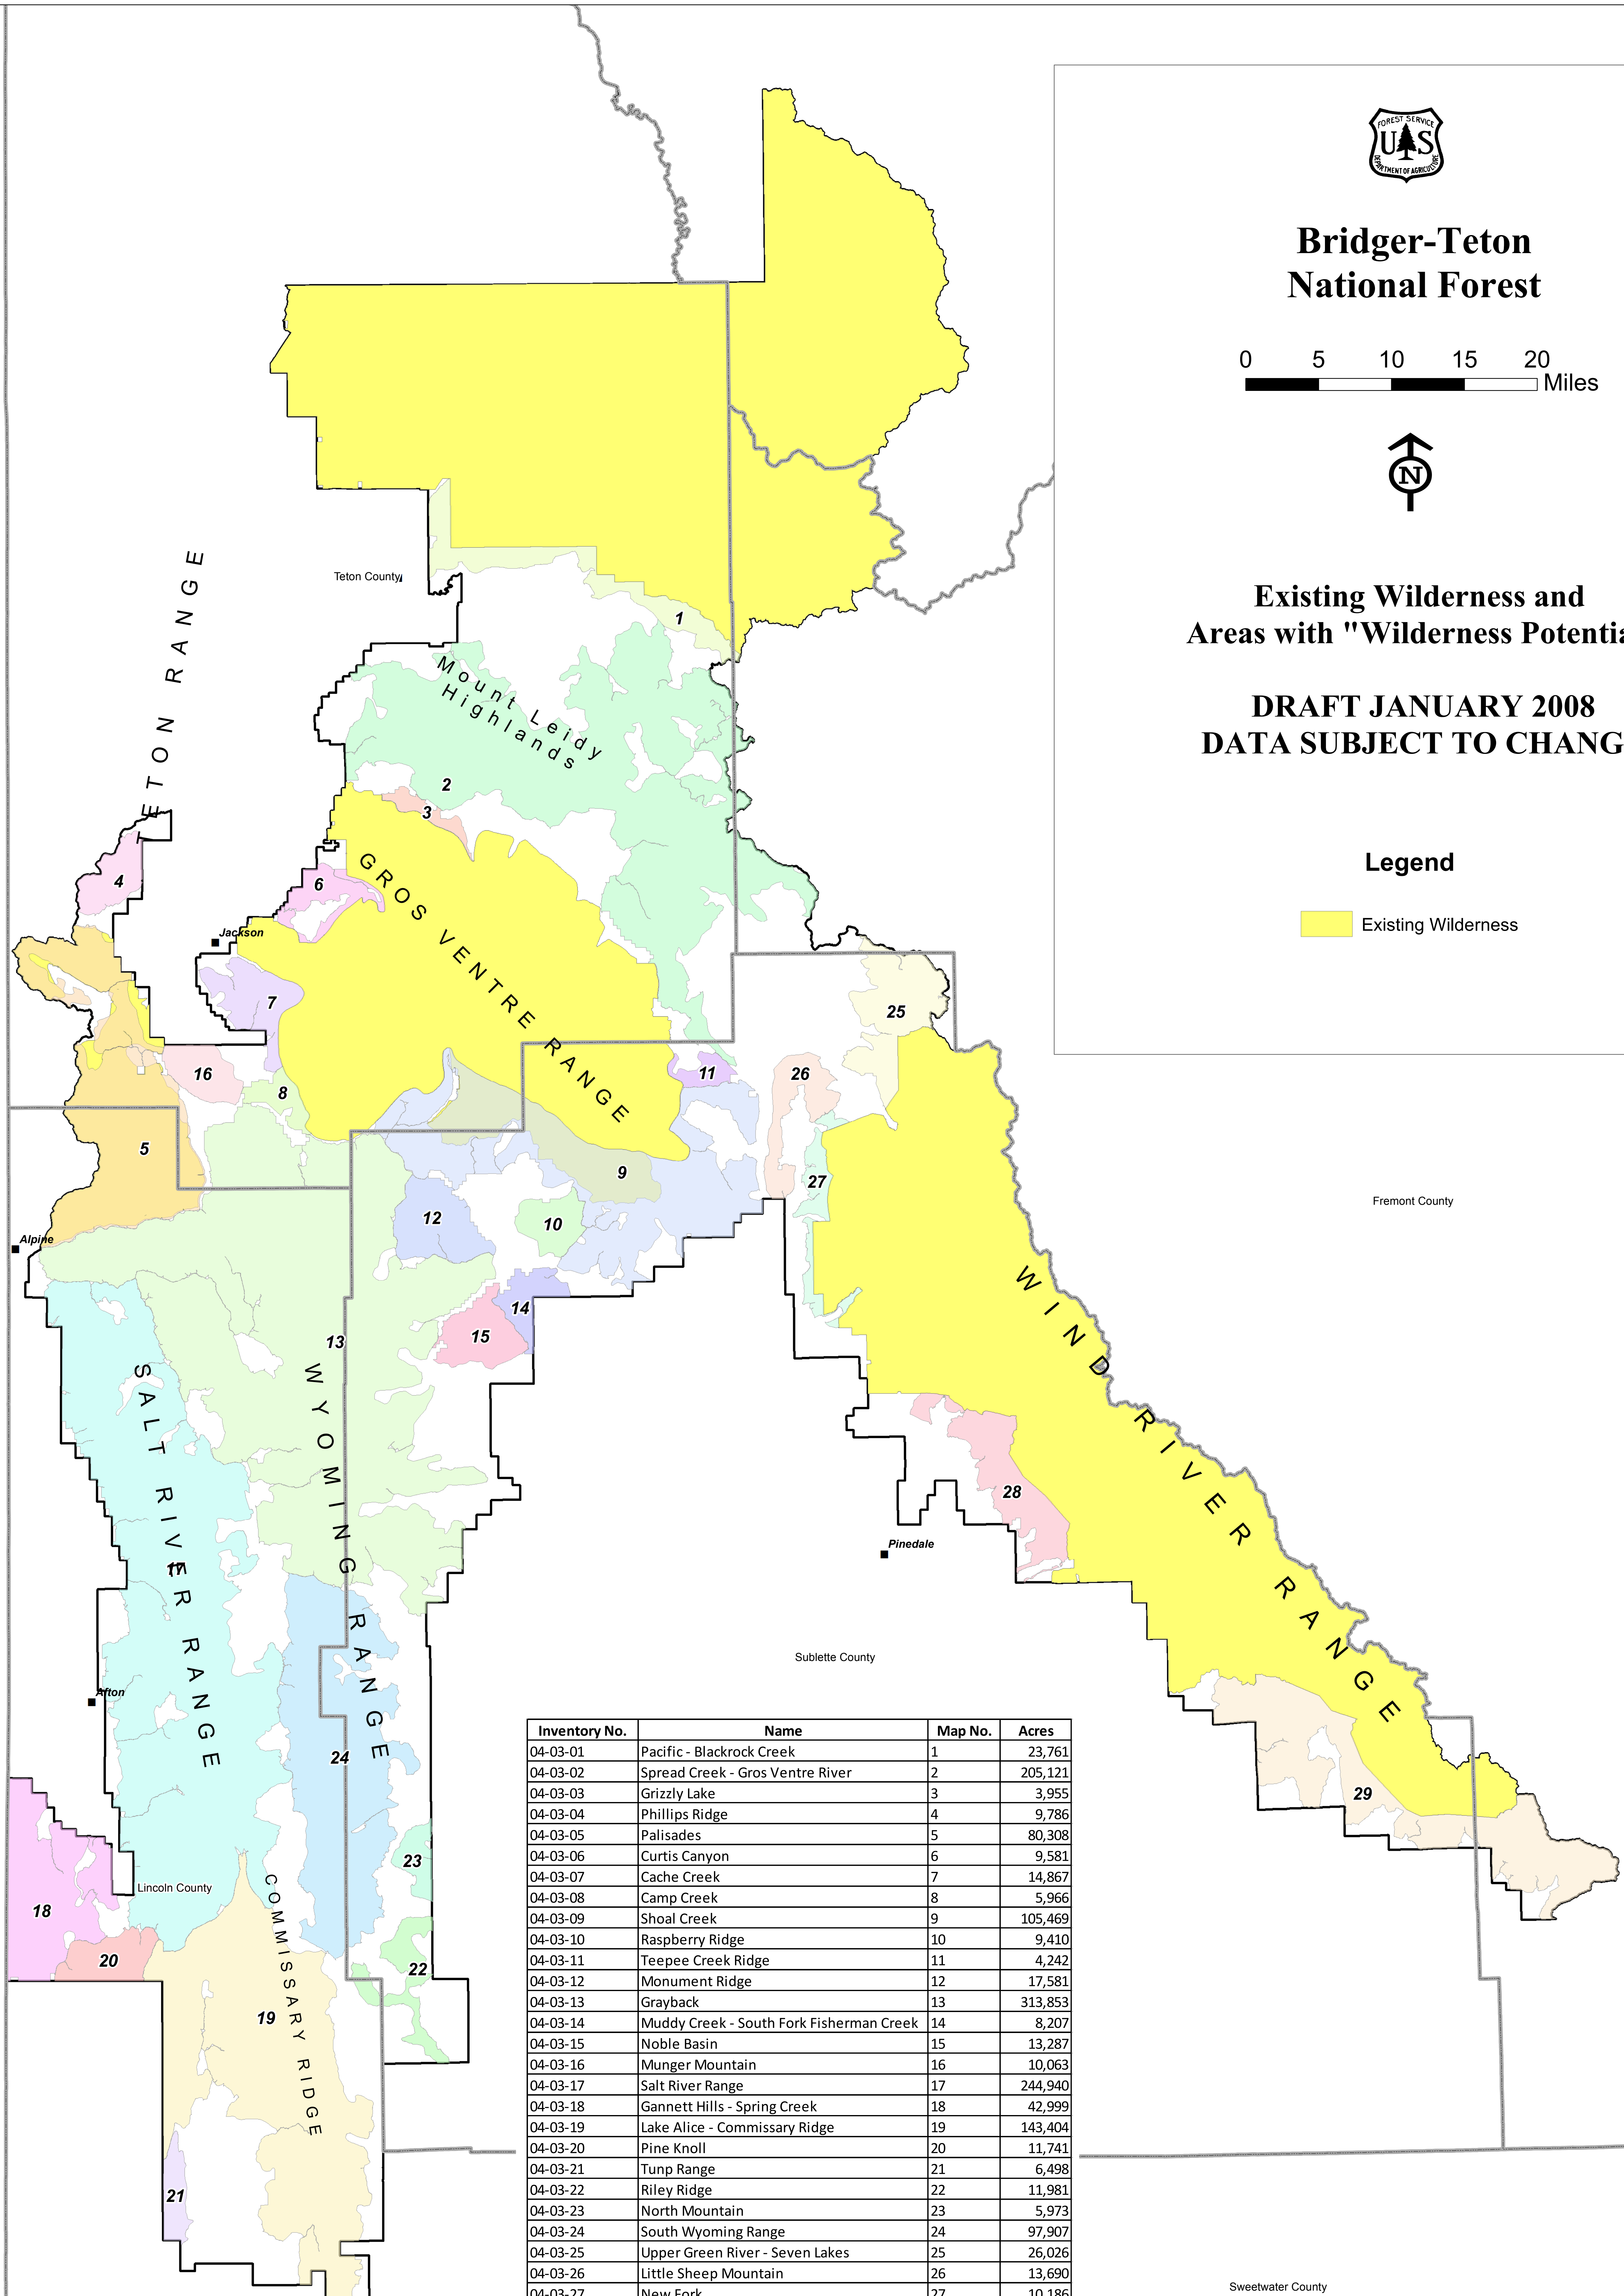 FOREST SERVICE
U S
DEPARTMENT OF AGRICULTURE
Bridger-Teton
National Forest
0 5 10 15 20
Miles
N
Existing Wilderness and
Areas with "Wilderness Potentia
DRAFT JANUARY 2008
DATA SUBJECT TO CHANG
Legend
Existing Wilderness
TETON RANGE
Teton County
1
Mount Leidy
Highlands
2
3
4
6
GROS VENTRE RANGE
Jackson
7
25
16
8
11
26
5
9
27
12
10
Fremont County
Alpine
14
13
15
WIND RIVER RANGE
SALT RIVER RANGE
WYOMING RANGE
28
Pinedale
17
Sublette County
Afton
24
29
23
Lincoln County
18
COMMISSARY RIDGE
20
22
19
21
Sweetwater County
Inventory No. Name Map No. Acres
04-03-01 Pacific - Blackrock Creek 1 23,761
04-03-02 Spread Creek - Gros Ventre River 2 205,121
04-03-03 Grizzly Lake 3 3,955
04-03-04 Phillips Ridge 4 9,786
04-03-05 Palisades 5 80,308
04-03-06 Curtis Canyon 6 9,581
04-03-07 Cache Creek 7 14,867
04-03-08 Camp Creek 8 5,966
04-03-09 Shoal Creek 9 105,469
04-03-10 Raspberry Ridge 10 9,410
04-03-11 Teepee Creek Ridge 11 4,242
04-03-12 Monument Ridge 12 17,581
04-03-13 Grayback 13 313,853
04-03-14 Muddy Creek - South Fork Fisherman Creek 14 8,207
04-03-15 Noble Basin 15 13,287
04-03-16 Munger Mountain 16 10,063
04-03-17 Salt River Range 17 244,940
04-03-18 Gannett Hills - Spring Creek 18 42,999
04-03-19 Lake Alice - Commissary Ridge 19 143,404
04-03-20 Pine Knoll 20 11,741
04-03-21 Tunp Range 21 6,498
04-03-22 Riley Ridge 22 11,981
04-03-23 North Mountain 23 5,973
04-03-24 South Wyoming Range 24 97,907
04-03-25 Upper Green River - Seven Lakes 25 26,026
04-03-26 Little Sheep Mountain 26 13,690
04-03-27 New Fork 27 10,186